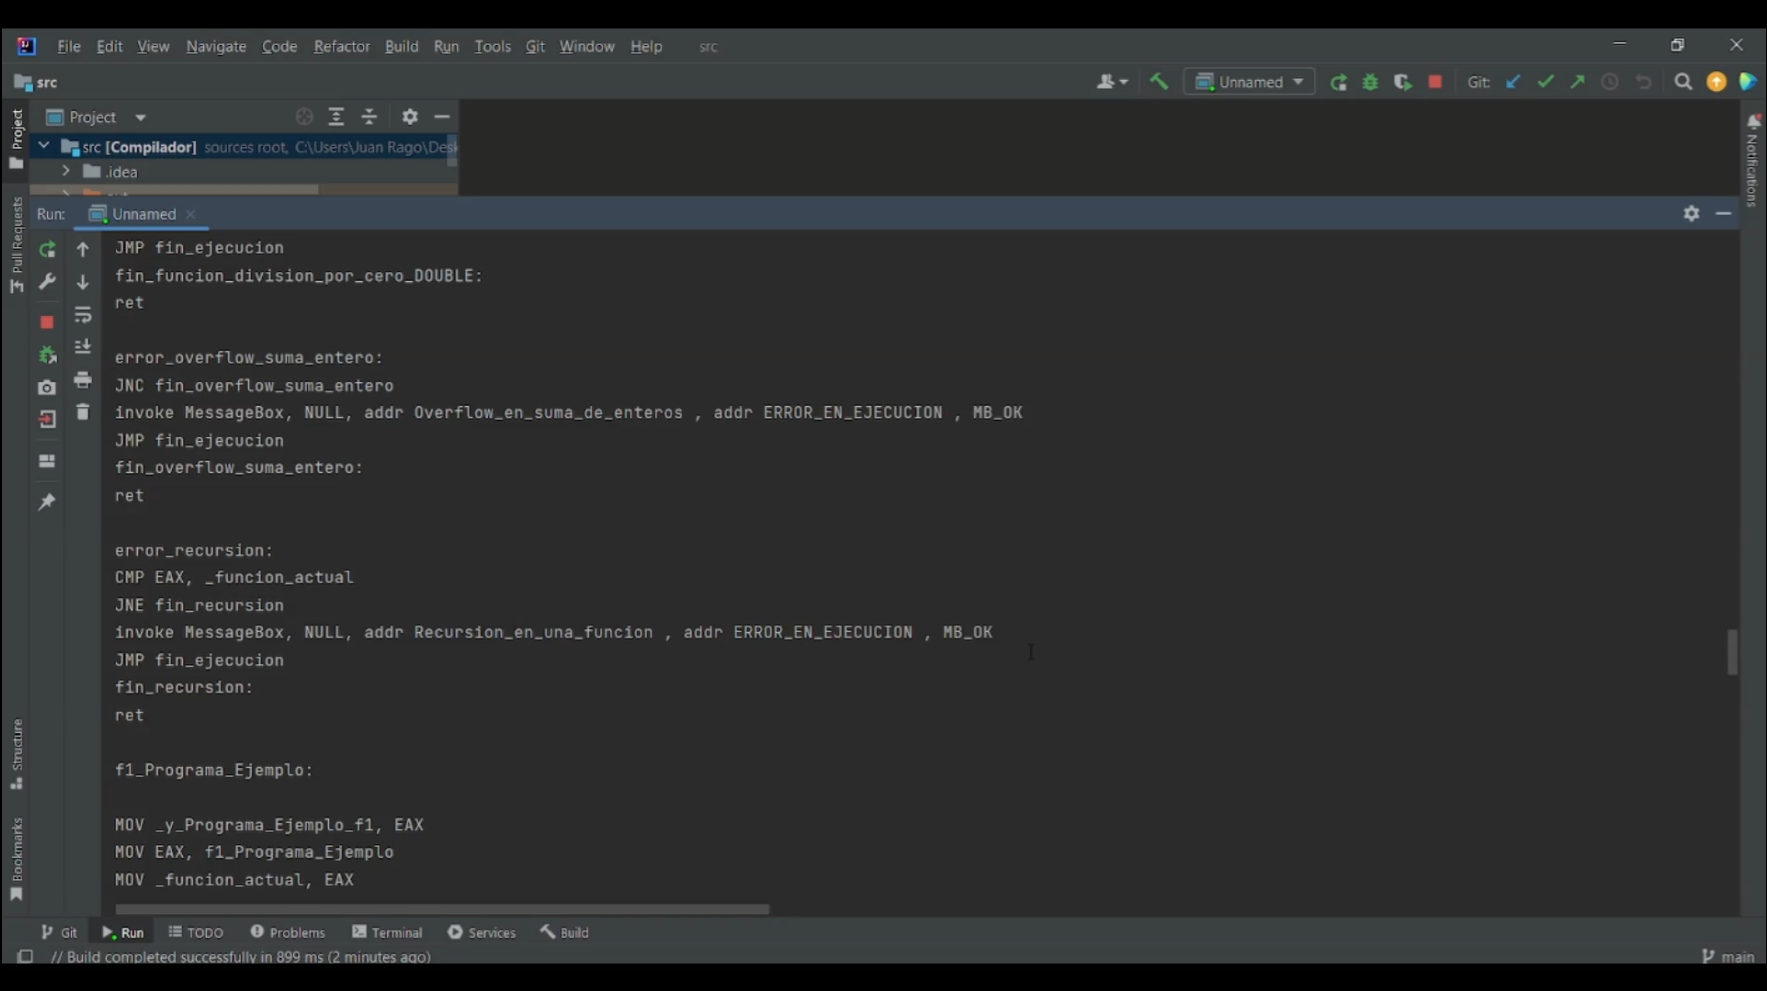 File Edit View Navigate Code Refactor Build Run Tools Git Window Help src
src
Unnamed
Git:
Project
src [Compilador] sources root, C:\Users\Juan Rago\Desk
.idea
Run: Unnamed
JMP fin_ejecucion
fin_funcion_division_por_cero_DOUBLE:
ret
error_overflow_suma_entero:
JNC fin_overflow_suma_entero
invoke MessageBox, NULL, addr Overflow_en_suma_de_enteros , addr ERROR_EN_EJECUCION , MB_OK
JMP fin_ejecucion
fin_overflow_suma_entero:
ret
error_recursion:
CMP EAX, _funcion_actual
JNE fin_recursion
invoke MessageBox, NULL, addr Recursion_en_una_funcion , addr ERROR_EN_EJECUCION , MB_OK
JMP fin_ejecucion
fin_recursion:
ret
f1_Programa_Ejemplo:
MOV _y_Programa_Ejemplo_f1, EAX
MOV EAX, f1_Programa_Ejemplo
MOV _funcion_actual, EAX
Project
Pull Requests
Structure
Bookmarks
Notifications
Git Run TODO Problems Terminal Services Build
// Build completed successfully in 899 ms (2 minutes ago)
main